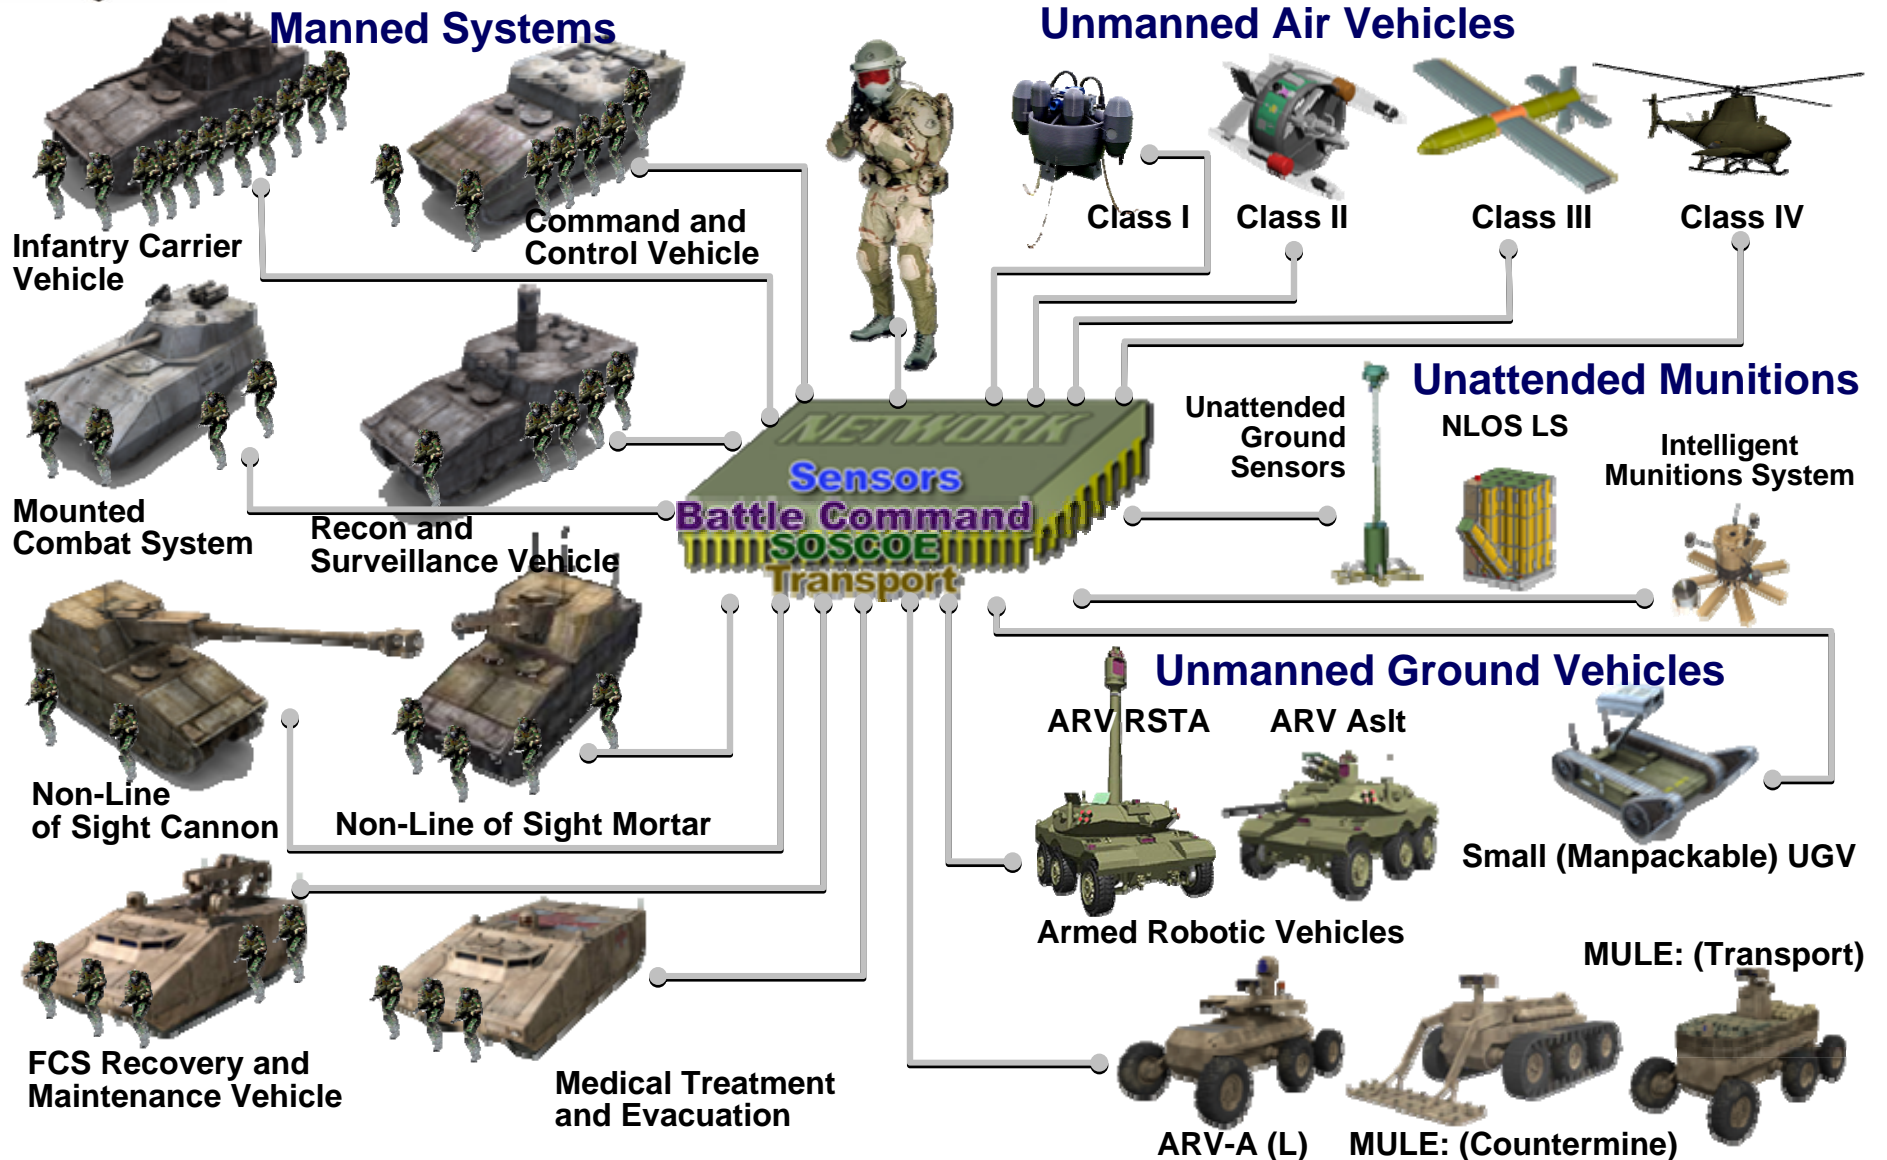 Manned Systems
Unmanned Air Vehicles
Infantry Carrier
Vehicle
Command and
Control Vehicle
Class I
Class II
Class III
Class IV
Mounted
Combat System
Recon and
Surveillance Vehicle
NETWORK
Sensors
Battle Command
SOSCOE
Transport
Unattended
Ground
Sensors
Unattended Munitions
NLOS LS
Intelligent
Munitions System
Non-Line
of Sight Cannon
Non-Line of Sight Mortar
Unmanned Ground Vehicles
ARV RSTA
ARV Aslt
Small (Manpackable) UGV
Armed Robotic Vehicles
FCS Recovery and
Maintenance Vehicle
Medical Treatment
and Evacuation
MULE: (Transport)
ARV-A (L)
MULE: (Countermine)